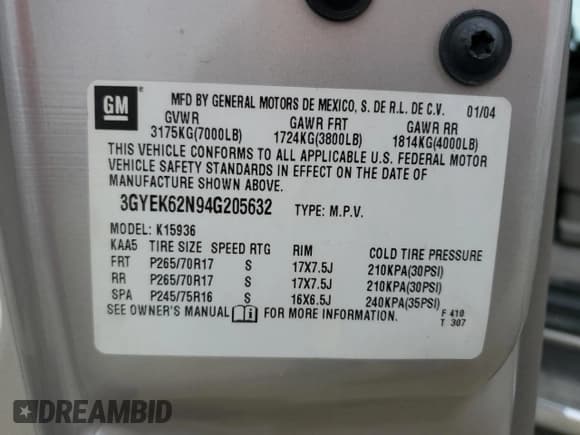 GM ®
MFD BY GENERAL MOTORS DE MEXICO, S. DE R.L. DE C.V. 01/04
GVWR GAWR FRT GAWR RR
3175KG(7000LB) 1724KG(3800LB) 1814KG(4000LB)
THIS VEHICLE CONFORMS TO ALL APPLICABLE U.S. FEDERAL MOTOR
VEHICLE SAFETY STANDARDS IN EFFECT ON THE DATE OF
MANUFACTURE SHOWN ABOVE.
3GYEK62N94G205632 TYPE: M.P.V.
MODEL: K15936
KAA5 TIRE SIZE SPEED RTG RIM COLD TIRE PRESSURE
FRT P265/70R17 S 17X7.5J 210KPA(30PSI)
RR P265/70R17 S 17X7.5J 210KPA(30PSI)
SPA P245/75R16 S 16X6.5J 240KPA(35PSI)
SEE OWNER'S MANUAL i FOR MORE INFORMATION. F 410
T 307
DREAMBID